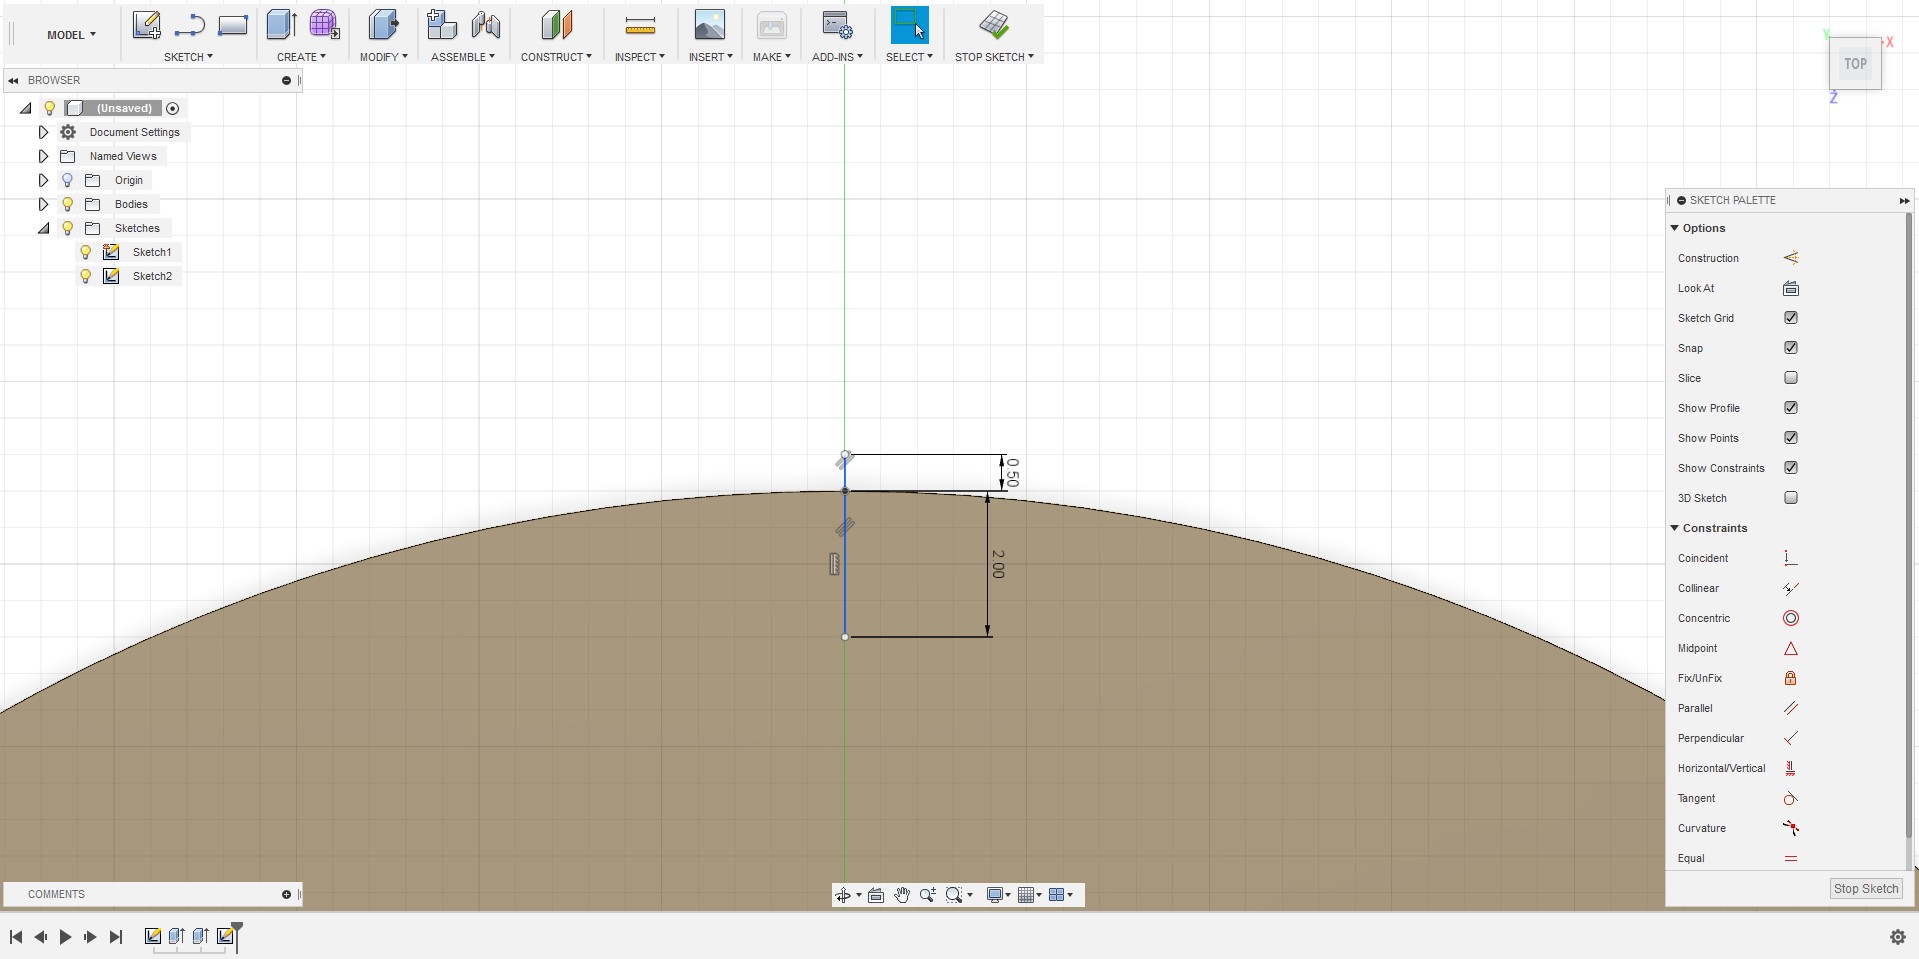 MODEL
SKETCH
CREATE
MODIFY
ASSEMBLE
CONSTRUCT
INSPECT
INSERT
MAKE
ADD-INS
SELECT
STOP SKETCH
Y
X
TOP
Z
BROWSER
(Unsaved)
Document Settings
Named Views
Origin
Bodies
Sketches
Sketch1
Sketch2
0.50
2.00
SKETCH PALETTE
Options
Construction
Look At
Sketch Grid
Snap
Slice
Show Profile
Show Points
Show Constraints
3D Sketch
Constraints
Coincident
Collinear
Concentric
Midpoint
Fix/UnFix
Parallel
Perpendicular
Horizontal/Vertical
Tangent
Curvature
Equal
Stop Sketch
COMMENTS